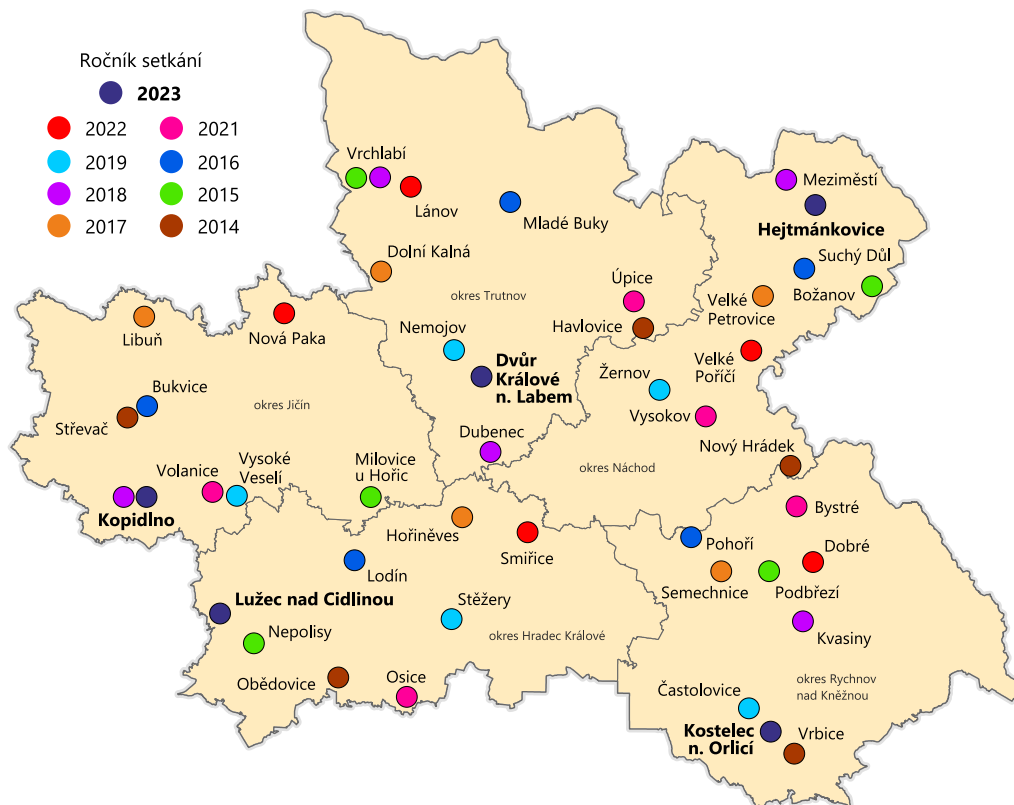 Ročník setkání
2023
2022
2021
2019
2016
2018
2015
2017
2014
Vrchlabí
Lánov
Mladé Buky
Dolní Kalná
Meziměstí
Hejtmánkovice
Suchý Důl
Božanov
Velké
Petrovice
Úpice
Havlovice
okres Trutnov
Libuň
Nová Paka
Nemojov
Dvůr
Králové
n. Labem
Velké
Poříčí
Žernov
Vysokov
Bukvice
Střevač
okres Jičín
Dubenec
Nový Hrádek
okres Náchod
Volanice
Vysoké
Veselí
Milovice
u Hořic
Kopidlno
Hořiněves
Smiřice
Bystré
Pohoří
Dobré
Lodín
Semechnice
Podbřezí
Lužec nad Cidlinou
Stěžery
Kvasiny
Nepolisy
okres Hradec Králové
Obědovice
Osice
okres Rychnov
nad Kněžnou
Častolovice
Kostelec
n. Orlicí
Vrbice